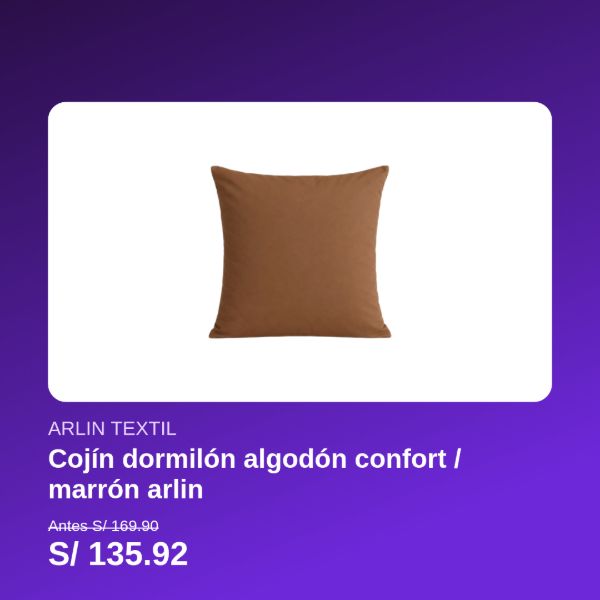 ARLIN TEXTIL
Cojín dormilón algodón confort /
marrón arlin
Antes S/ 169.90
S/ 135.92